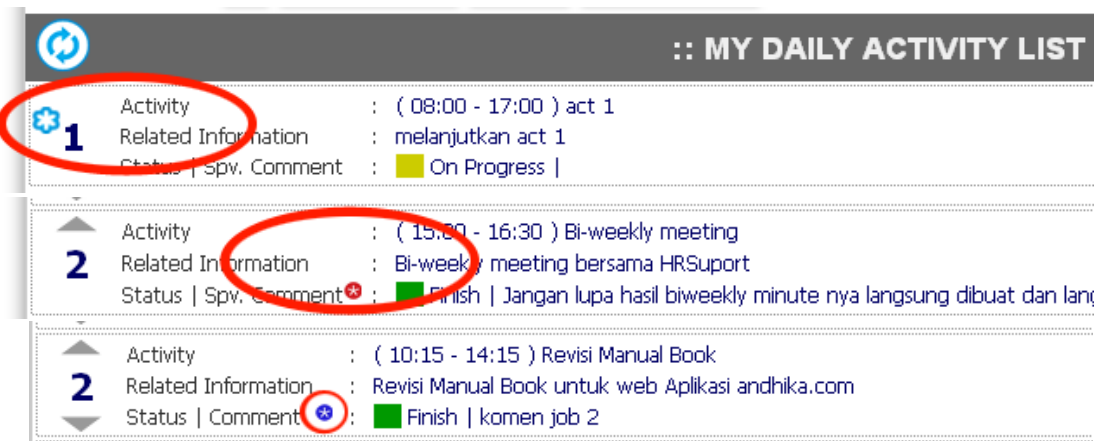 :: MY DAILY ACTIVITY LIST
Activity : ( 08:00 - 17:00 ) act 1
1 Related Information : melanjutkan act 1
Status | Spv. Comment : On Progress |
Activity : ( 15:00 - 16:30 ) Bi-weekly meeting
2 Related Information : Bi-weekly meeting bersama HRSuport
Status | Spv. Comment : Finish | Jangan lupa hasil biweekly minute nya langsung dibuat dan lang
Activity : ( 10:15 - 14:15 ) Revisi Manual Book
2 Related Information : Revisi Manual Book untuk web Aplikasi andhika.com
Status | Comment : Finish | komen job 2